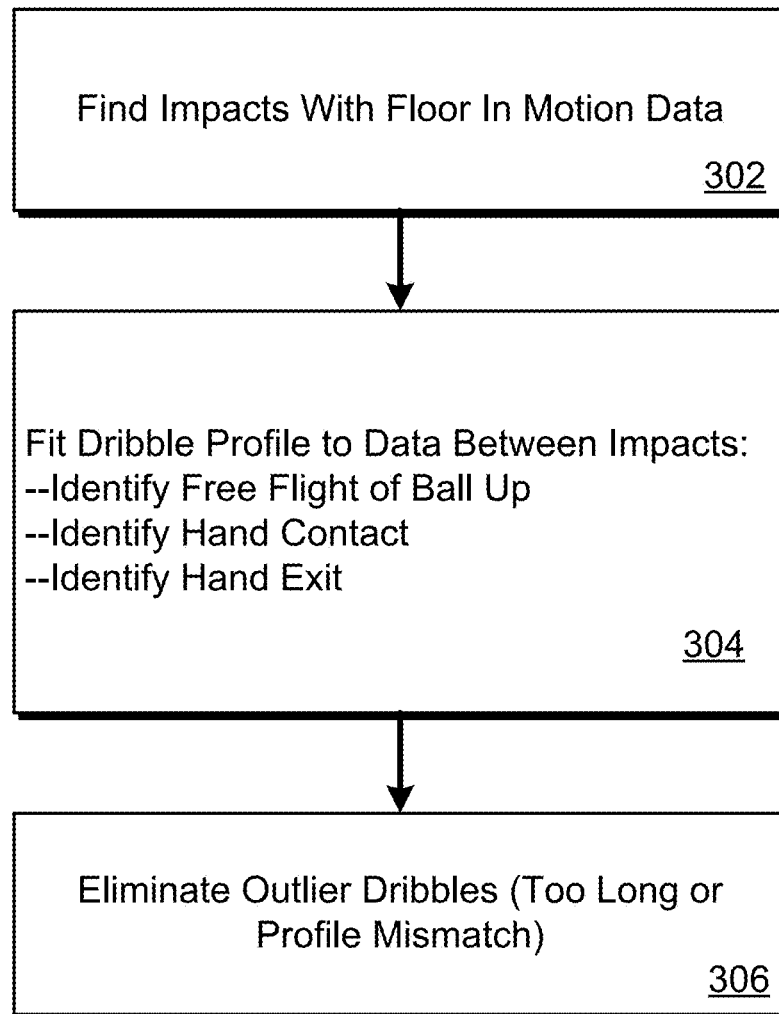 Find Impacts With Floor In Motion Data
302
Fit Dribble Profile to Data Between Impacts:
--Identify Free Flight of Ball Up
--Identify Hand Contact
--Identify Hand Exit
304
Eliminate Outlier Dribbles (Too Long or
Profile Mismatch)
306